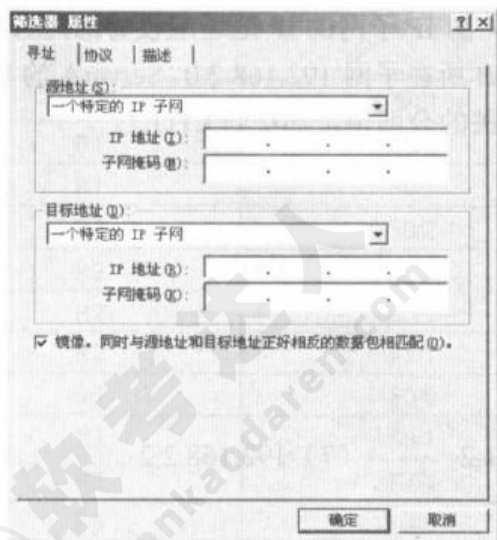 筛选器 属性
? ×
寻址 协议 描述
源地址(S):
一个特定的 IP 子网
IP 地址(I):
子网掩码(M):
目标地址(D):
一个特定的 IP 子网
IP 地址(R):
子网掩码(K):
镜像。同时与源地址和目标地址正好相反的数据包相匹配(O)。
确定 取消
软考达人
ruankaodaren.com